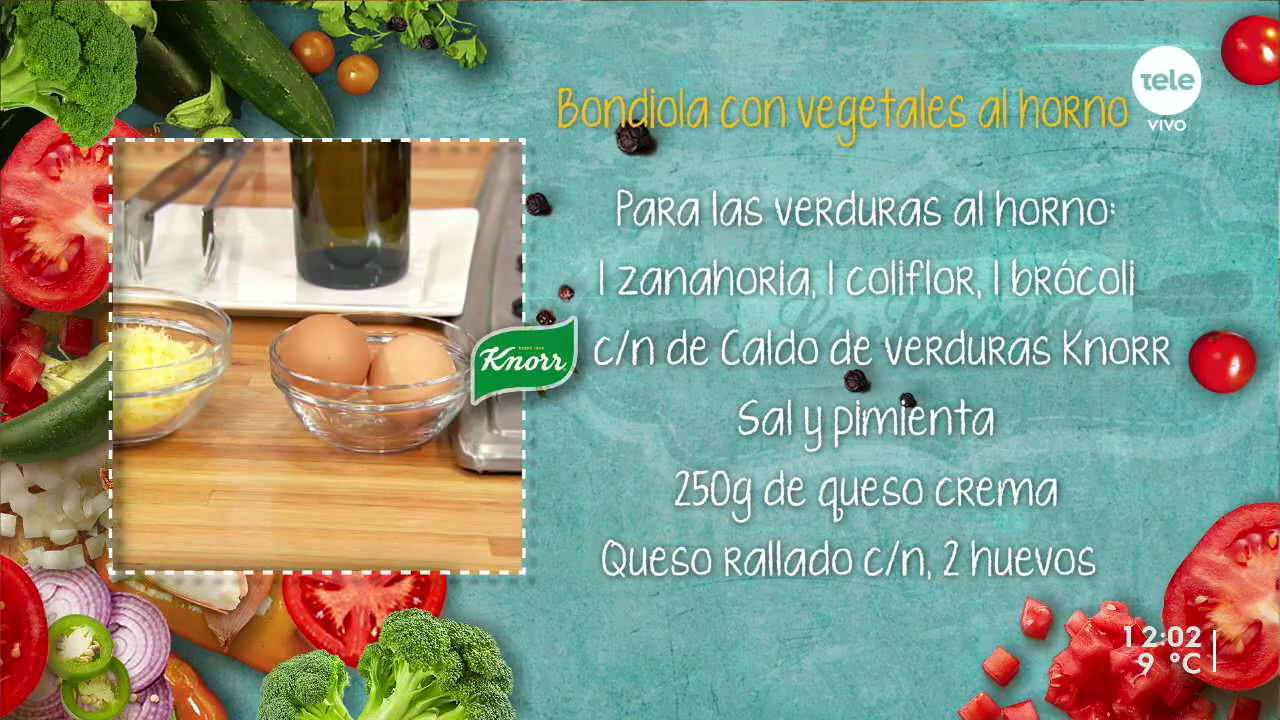 Bondiola con vegetales al horno
tele
VIVO
Para las verduras al horno:
1 zanahoria, 1 coliflor, 1 brócoli
Knorr
c/n de Caldo de verduras Knorr
Sal y pimienta
250g de queso crema
Queso rallado c/n, 2 huevos
12:02
9 °C